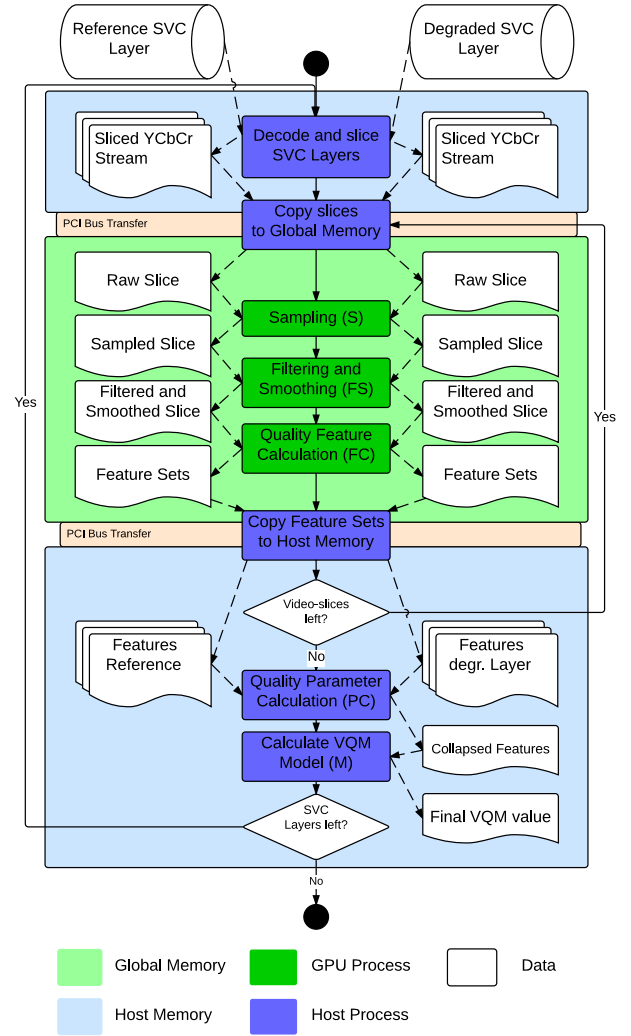 Reference SVC
Layer
Degraded SVC
Layer
Sliced YCbCr
Stream
Decode and slice
SVC Layers
Sliced YCbCr
Stream
Copy slices
to Global Memory
PCI Bus Transfer
Raw Slice
Raw Slice
Sampling (S)
Sampled Slice
Sampled Slice
Filtering and
Smoothing (FS)
Filtered and
Smoothed Slice
Filtered and
Smoothed Slice
Yes
Yes
Quality Feature
Calculation (FC)
Feature Sets
Feature Sets
Copy Feature Sets
to Host Memory
PCI Bus Transfer
Video-slices
left?
Features
Reference
No
Features
degr. Layer
Quality Parameter
Calculation (PC)
Calculate VQM
Model (M)
Collapsed Features
SVC
Layers left?
Final VQM value
No
Global Memory
GPU Process
Data
Host Memory
Host Process